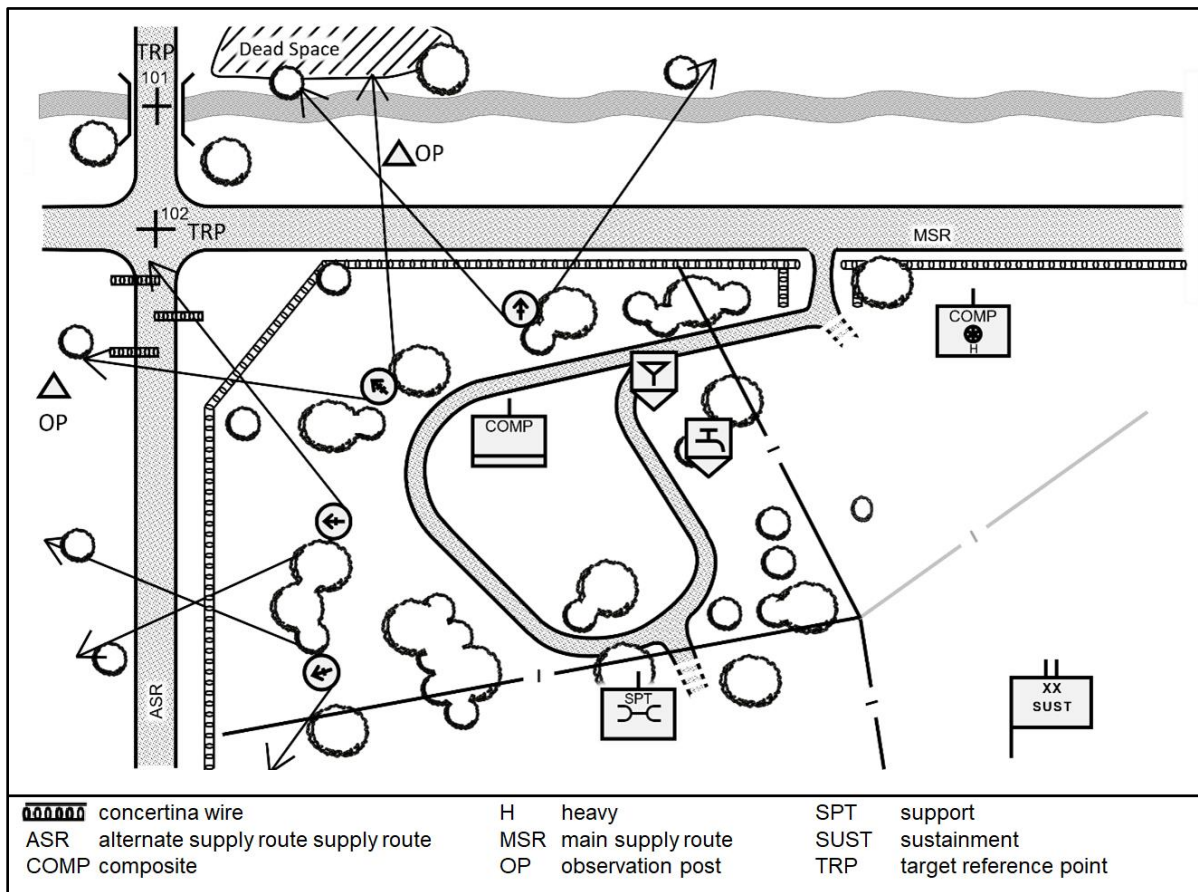 TRP
Dead Space
101
OP
102
TRP
MSR
COMP
H
COMP
OP
SPT
XX
SUST
ASR
concertina wire
H heavy
SPT support
ASR alternate supply route supply route
MSR main supply route
SUST sustainment
COMP composite
OP observation post
TRP target reference point